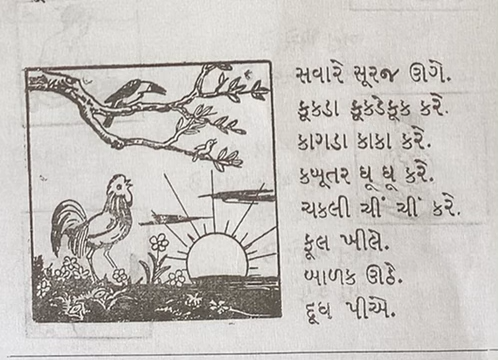 સવારે સૂરજ ઊગે.
કૂકડા કૂકડેકૂક કરે.
કાગડા કાકા કરે.
કબૂતર ઘૂ ઘૂ કરે.
ચકલી ચીં ચીં કરે.
ફૂલ ખીલે.
બાળક ઊઠે.
દૂધ પીએ.